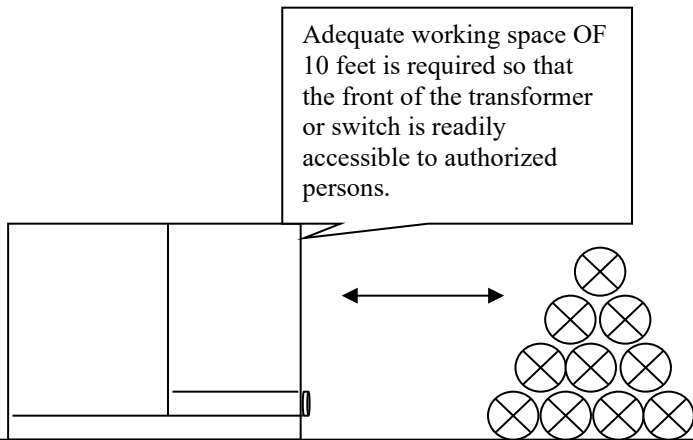 Adequate working space OF
10 feet is required so that
the front of the transformer
or switch is readily
accessible to authorized
persons.